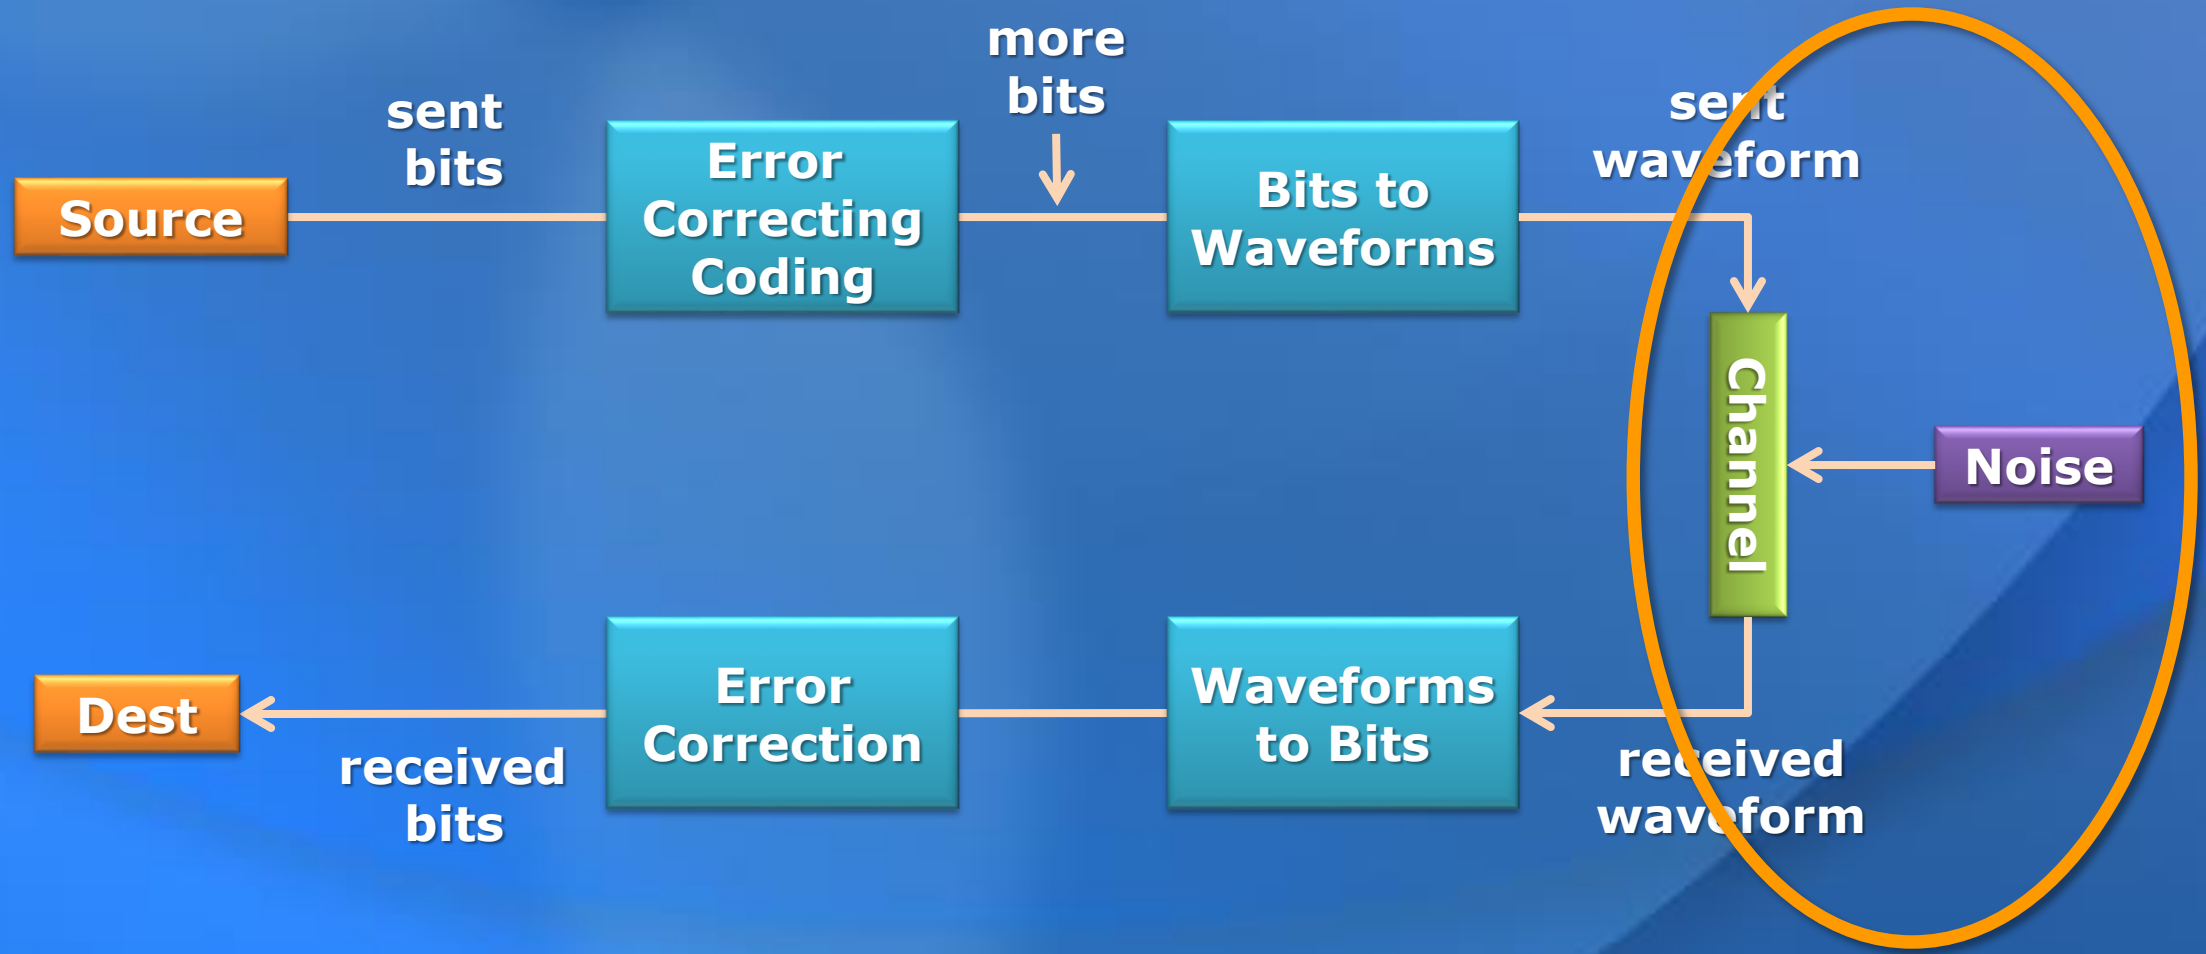 more
bits
sent
bits
sent
waveform
Source
Error
Correcting
Coding
Bits to
Waveforms
Channel
Noise
Dest
Error
Correction
Waveforms
to Bits
received
bits
received
waveform